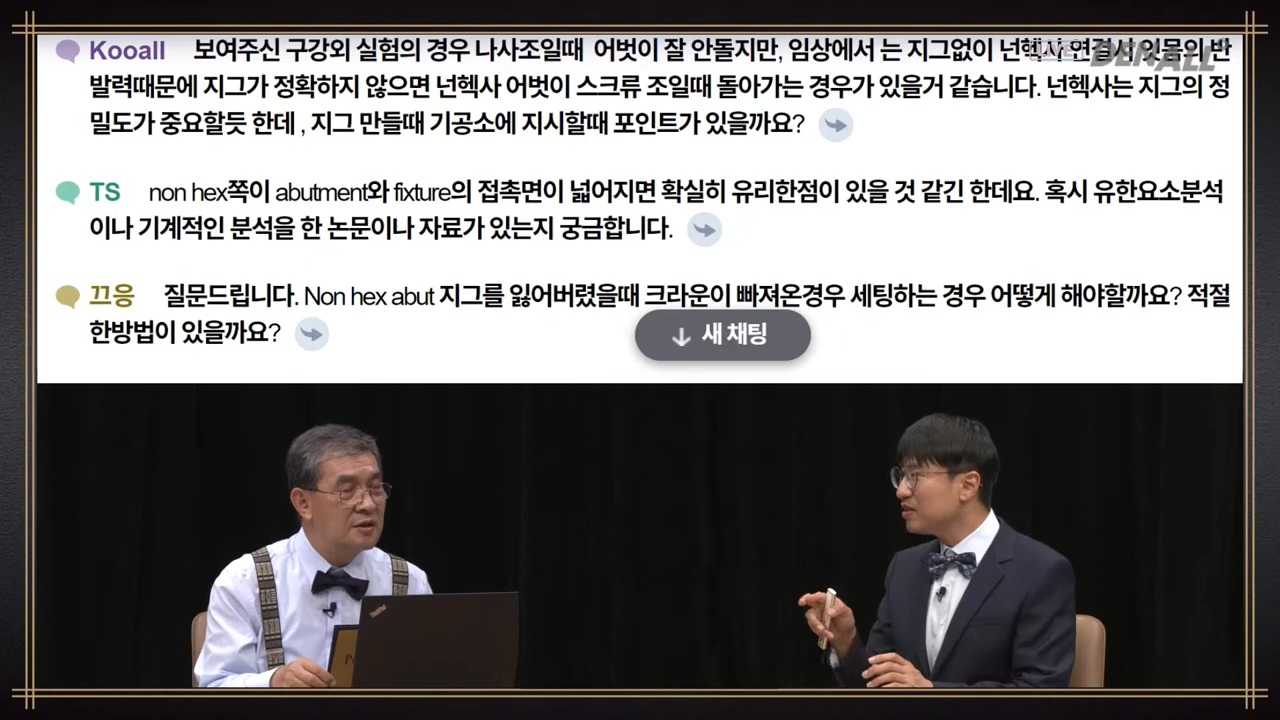 Kooall 보여주신 구강외 실험의 경우 나사조일때 어벗이 잘 안돌지만, 임상에서 는 지그없이 넌헥사 연결시 잇몸의 반
발력때문에 지그가 정확하지 않으면 넌헥사 어벗이 스크류 조일때 돌아가는 경우가 있을거 같습니다. 넌헥사는 지그의 정
밀도가 중요할듯 한데 , 지그 만들때 기공소에 지시할때 포인트가 있을까요?
TS non hex쪽이 abutment와 fixture의 접촉면이 넓어지면 확실히 유리한점이 있을 것 같긴 한데요. 혹시 유한요소분석
이나 기계적인 분석을 한 논문이나 자료가 있는지 궁금합니다.
끄응 질문드립니다. Non hex abut 지그를 잃어버렸을때 크라운이 빠져온경우 세팅하는 경우 어떻게 해야할까요? 적절
한방법이 있을까요?
새 채팅
DENALL
ThinkPad